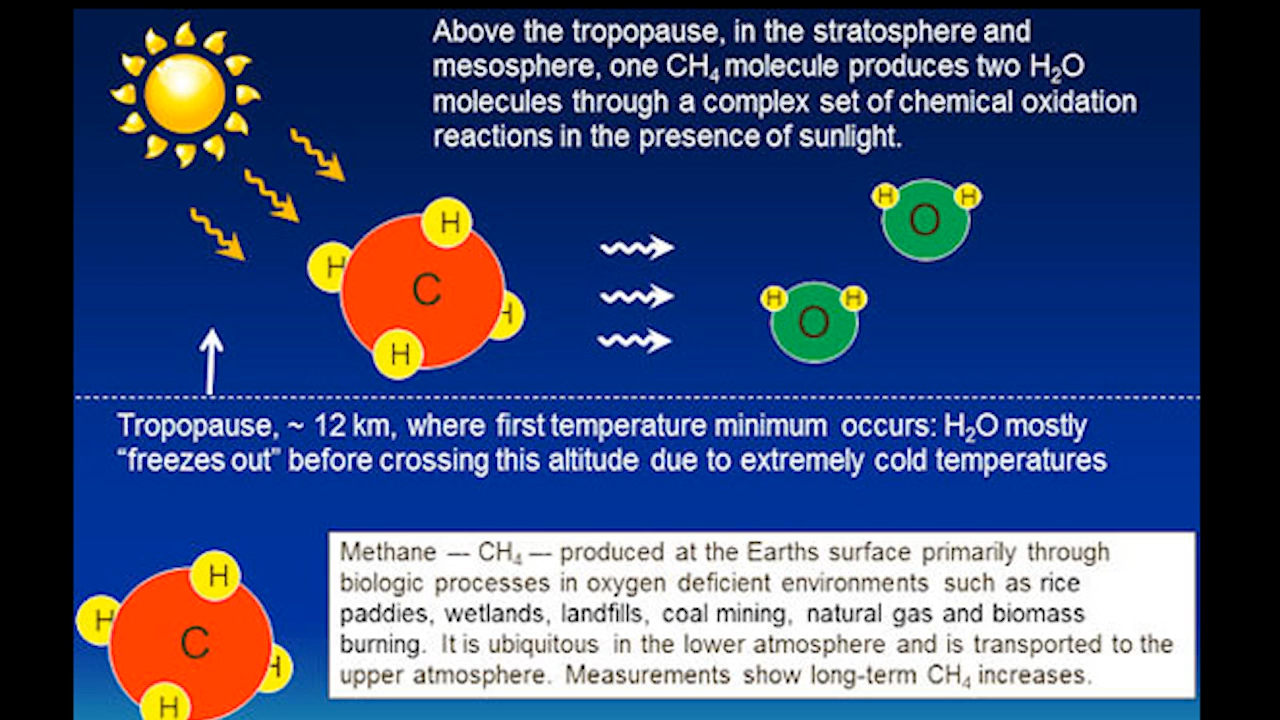 Above the tropopause, in the stratosphere and
mesosphere, one CH₄ molecule produces two H₂O
molecules through a complex set of chemical oxidation
reactions in the presence of sunlight.
H H
O
H
H
C
H
H
H H
O
Tropopause, ~ 12 km, where first temperature minimum occurs: H₂O mostly
“freezes out” before crossing this altitude due to extremely cold temperatures
Methane — CH₄ — produced at the Earths surface primarily through
biologic processes in oxygen deficient environments such as rice
paddies, wetlands, landfills, coal mining, natural gas and biomass
burning. It is ubiquitous in the lower atmosphere and is transported to the
upper atmosphere. Measurements show long-term CH₄ increases.
H
H
C
H
H